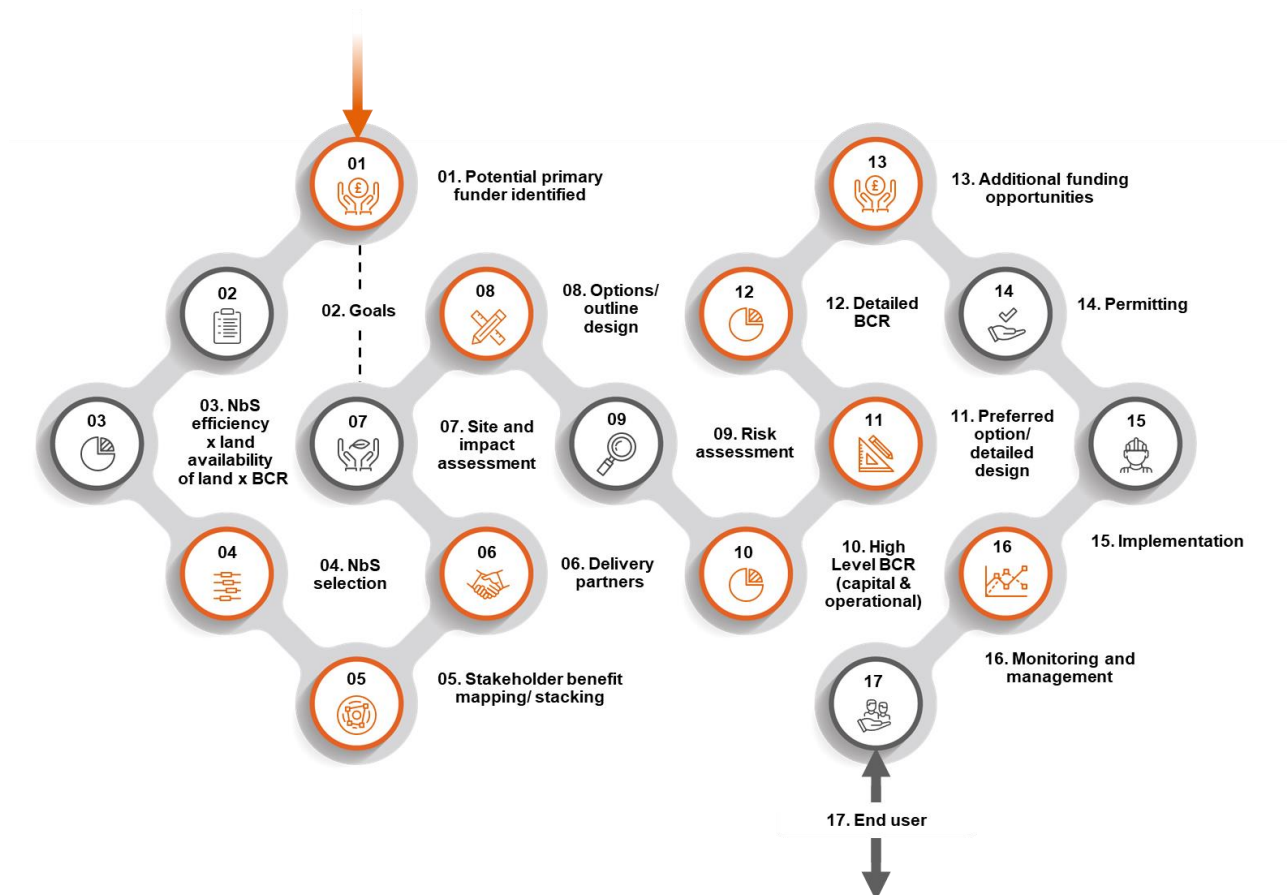 01
01. Potential primary
funder identified
02
02. Goals
03
03. NbS
efficiency
x land
availability
of land x BCR
04
04. NbS
selection
05
05. Stakeholder benefit
mapping/ stacking
06
06. Delivery
partners
07
07. Site and
impact
assessment
08
08. Options/
outline
design
09
09. Risk
assessment
10
10. High
Level BCR
(capital &
operational)
11
11. Preferred
option/
detailed
design
12
12. Detailed
BCR
13
13. Additional funding
opportunities
14
14. Permitting
15
15. Implementation
16
16. Monitoring and
management
17
17. End user
£
£